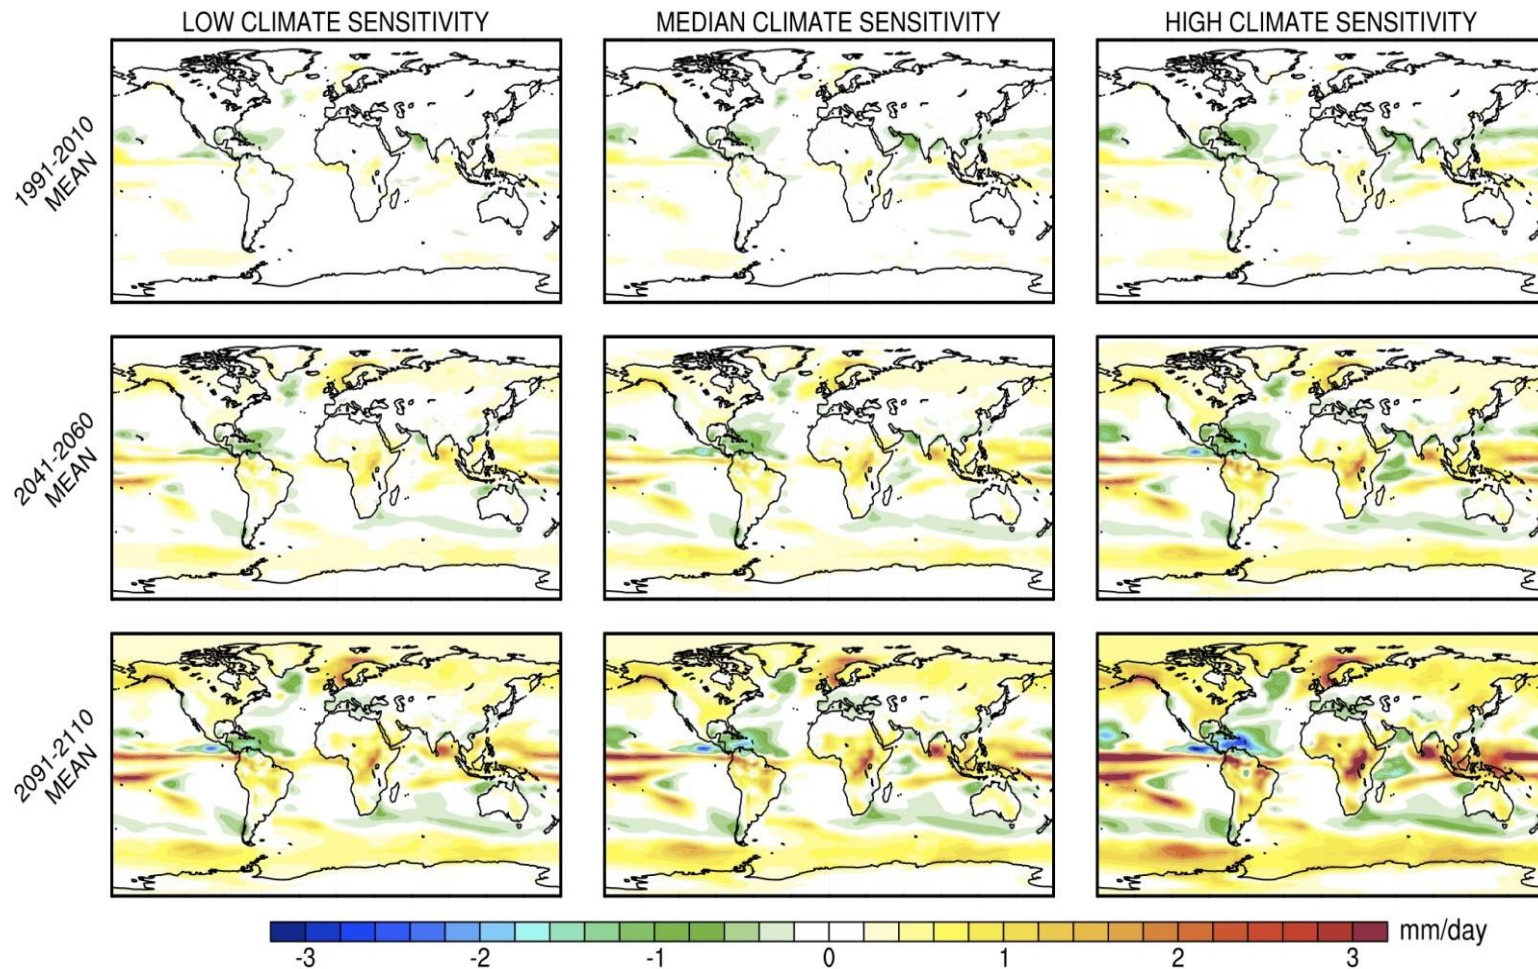 LOW CLIMATE SENSITIVITY
MEDIAN CLIMATE SENSITIVITY
HIGH CLIMATE SENSITIVITY
1991-2010
MEAN
2041-2060
MEAN
2091-2110
MEAN
-3 -2 -1 0 1 2 3 mm/day